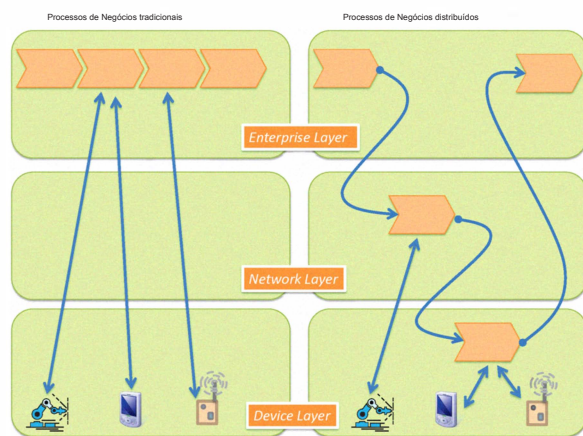 Processos de Negócios tradicionais
Processos de Negócios distribuídos
Enterprise Layer
Network Layer
Device Layer